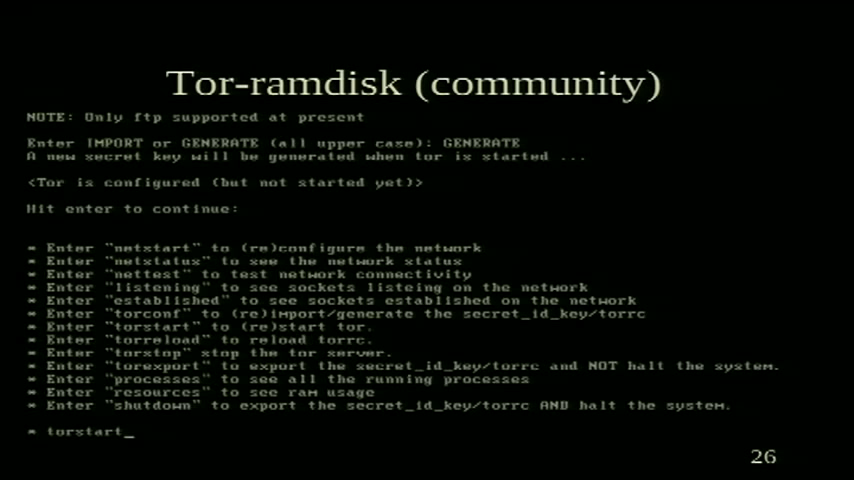 Tor-ramdisk (community)
NOTE: Only ftp supported at present
Enter IMPORT or GENERATE (all upper case): GENERATE
A new secret key will be generated when tor is started ...
<Tor is configured (but not started yet)>
Hit enter to continue:
* Enter "netstart" to (re)configure the network
* Enter "netstatus" to see the network status
* Enter "nettest" to test network connectivity
* Enter "listening" to see sockets listeing on the network
* Enter "established" to see sockets established on the network
* Enter "torconf" to (re)import/generate the secret_id_key/torrc
* Enter "torstart" to (re)start tor.
* Enter "torreload" to reload torrc.
* Enter "torstop" stop the tor server.
* Enter "torexport" to export the secret_id_key/torrc and NOT halt the system.
* Enter "processes" to see all the running processes
* Enter "resources" to see ram usage
* Enter "shutdown" to export the secret_id_key/torrc AND halt the system.
* torstart_
26